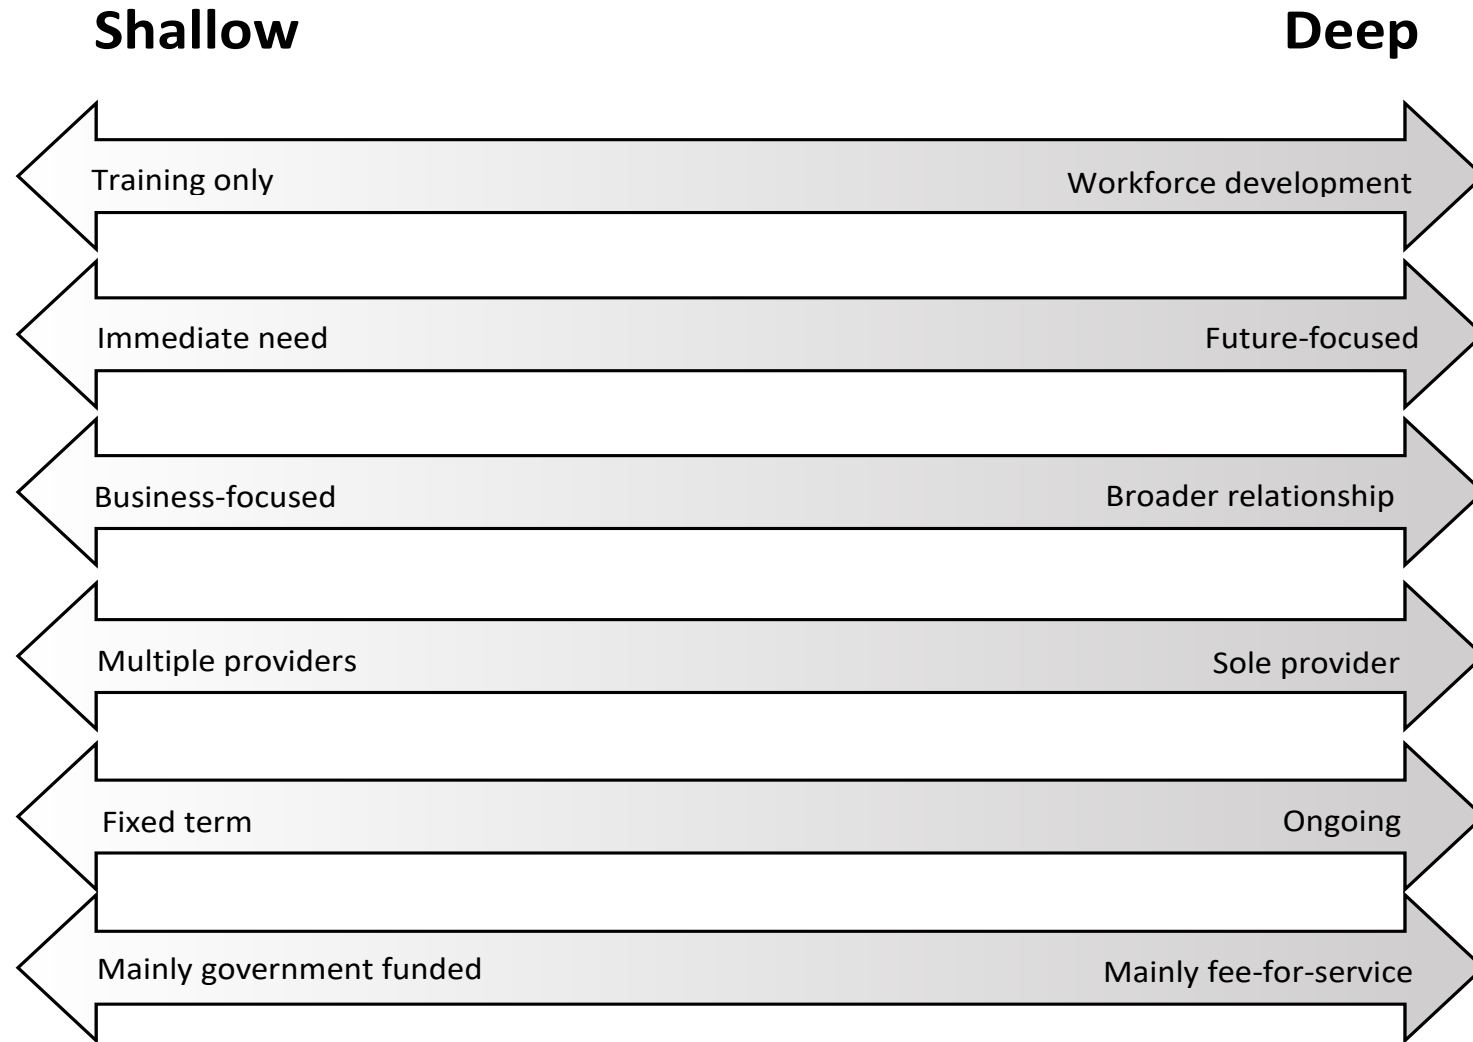 Shallow Deep
Training only Workforce development
Immediate need Future-focused
Business-focused Broader relationship
Multiple providers Sole provider
Fixed term Ongoing
Mainly government funded Mainly fee-for-service